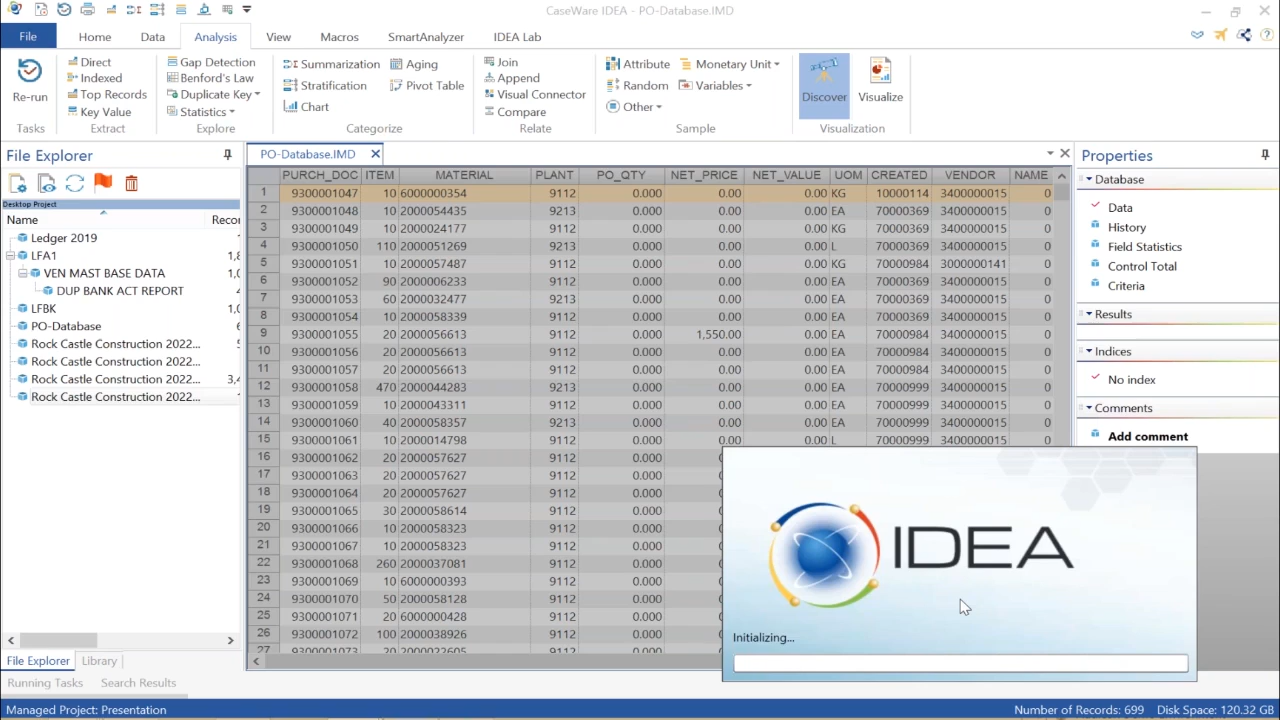 CaseWare IDEA - PO-Database.IMD
File Home Data Analysis View Macros SmartAnalyzer IDEA Lab
Re-run
Tasks
Direct
Indexed
Top Records
Key Value
Extract
Gap Detection
Benford's Law
Duplicate Key
Statistics
Explore
Summarization
Stratification
Chart
Aging
Pivot Table
Categorize
Join
Append
Visual Connector
Compare
Relate
Attribute
Random
Other
Monetary Unit
Variables
Sample
Discover
Visualize
Visualization
File Explorer
Desktop Project
Name Recor
Ledger 2019 1
LFA1 1,8
VEN MAST BASE DATA 1,0
DUP BANK ACT REPORT 4
LFBK 1,0
PO-Database 6
Rock Castle Construction 2022... 5
Rock Castle Construction 2022...
Rock Castle Construction 2022... 3,4
Rock Castle Construction 2022... 1
File Explorer Library
Running Tasks Search Results
PO-Database.IMD
PURCH_DOC ITEM MATERIAL PLANT PO_QTY NET_PRICE NET_VALUE UOM CREATED VENDOR NAME
1 9300001047 10 6000000354 9112 0.000 0.00 0.00 KG 10000114 3400000015 0
2 9300001048 10 2000054435 9213 0.000 0.00 0.00 EA 70000369 3400000015 0
3 9300001049 10 2000024177 9112 0.000 0.00 0.00 KG 70000369 3400000015 0
4 9300001050 110 2000051269 9213 0.000 0.00 0.00 L 70000369 3400000015 0
5 9300001051 10 2000057487 9112 0.000 0.00 0.00 KG 70000984 3000000141 0
6 9300001052 90 2000006233 9112 0.000 0.00 0.00 EA 70000369 3400000015 0
7 9300001053 60 2000032477 9213 0.000 0.00 0.00 EA 70000369 3400000015 0
8 9300001054 10 2000058339 9112 0.000 0.00 0.00 EA 70000369 3400000015 0
9 9300001055 20 2000056613 9112 0.000 1,550.00 0.00 EA 70000984 3400000015 0
10 9300001056 20 2000056613 9112 0.000 0.00 0.00 EA 70000984 3400000015 0
11 9300001057 20 2000056613 9112 0.000 0.00 0.00 EA 70000984 3400000015 0
12 9300001058 470 2000044283 9213 0.000 0.00 0.00 EA 70000999 3400000015 0
13 9300001059 10 2000043311 9112 0.000 0.00 0.00 EA 70000999 3400000015 0
14 9300001060 40 2000058357 9213 0.000 0.00 0.00 EA 70000999 3400000015 0
15 9300001061 10 2000014798 9112 0.000 0.00 0.00 L 70000999 3400000015 0
16 9300001062 20 2000057627 9112 0.000
17 9300001063 20 2000057627 9112 0.000
18 9300001064 20 2000057627 9112 0.000
19 9300001065 30 2000058614 9112 0.000
20 9300001066 10 2000058323 9112 0.000
21 9300001067 10 2000058323 9112 0.000
22 9300001068 260 2000037081 9112 0.000
23 9300001069 10 6000000393 9112 0.000
24 9300001070 50 2000058128 9112 0.000
25 9300001071 20 6000000428 9112 0.000
26 9300001072 100 2000038926 9112 0.000
27 9300001073 20 2000022605 9112 0.000
Properties
Database
Data
History
Field Statistics
Control Total
Criteria
Results
Indices
No index
Comments
Add comment
IDEA
Initializing...
Managed Project: Presentation Number of Records: 699 Disk Space: 120.32 GB